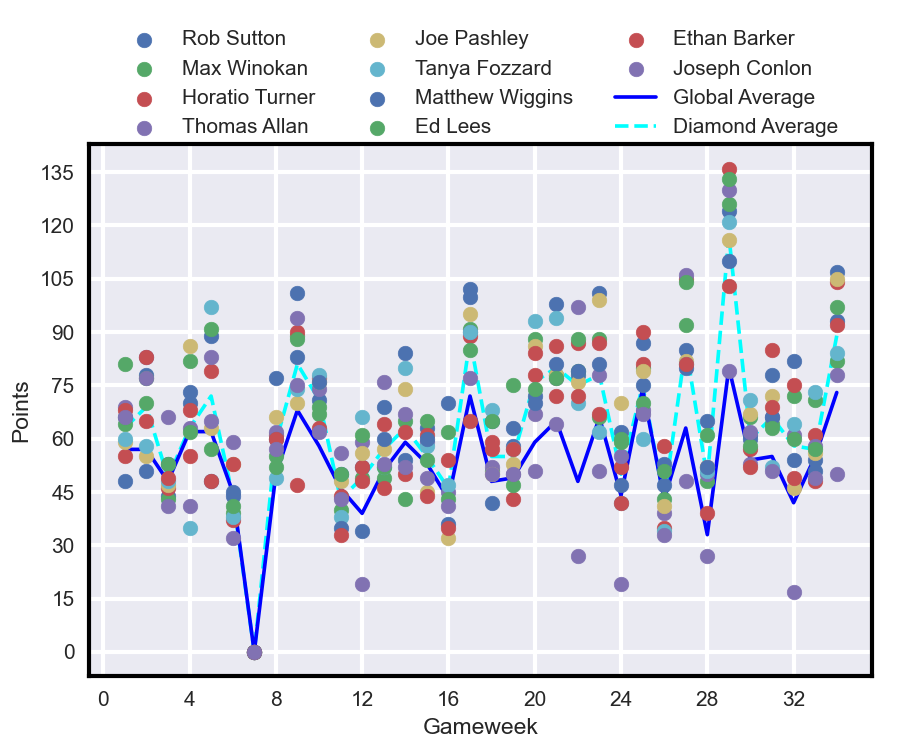 Rob Sutton
Max Winokan
Horatio Turner
Thomas Allan
Joe Pashley
Tanya Fozzard
Matthew Wiggins
Ed Lees
Ethan Barker
Joseph Conlon
Global Average
Diamond Average
135
120
105
90
75
60
45
30
15
0
Points
0 4 8 12 16 20 24 28 32
Gameweek